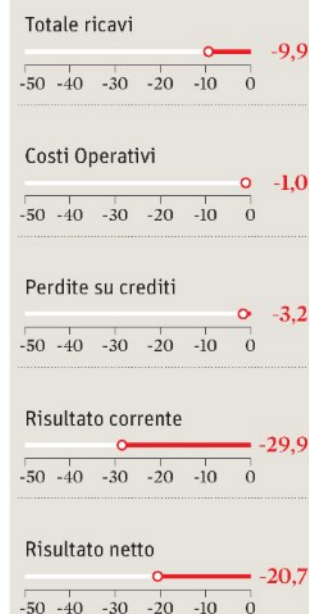 Totale ricavi
-9,9
-50 -40 -30 -20 -10 0
Costi Operativi
-1,0
-50 -40 -30 -20 -10 0
Perdite su crediti
-3,2
-50 -40 -30 -20 -10 0
Risultato corrente
-29,9
-50 -40 -30 -20 -10 0
Risultato netto
-20,7
-50 -40 -30 -20 -10 0